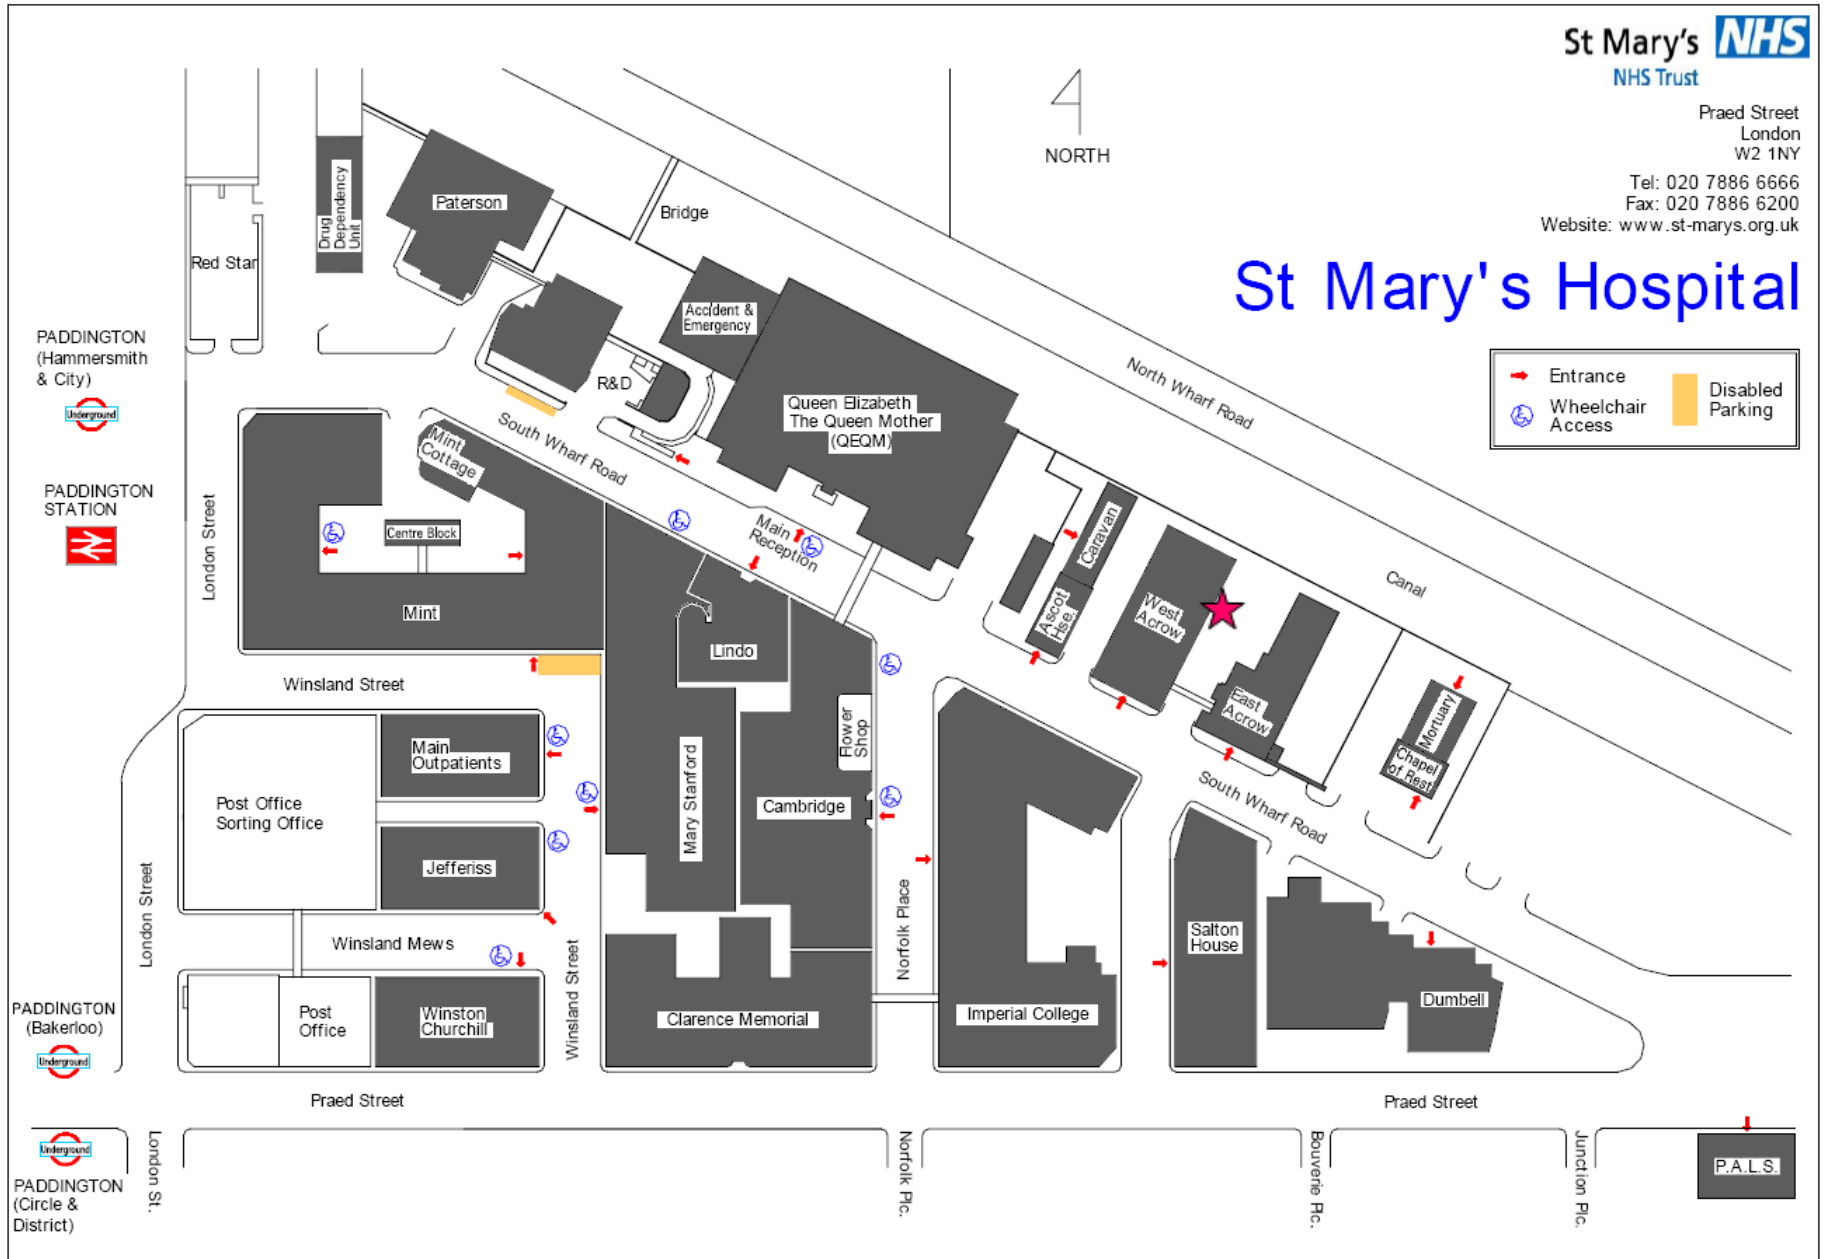 St Mary's NHS
NHS Trust
Praed Street
London
W2 1NY
Tel: 020 7886 6666
Fax: 020 7886 6200
Website: www.st-marys.org.uk
St Mary's Hospital
NORTH
Entrance
Wheelchair
Access
Disabled
Parking
Drug
Dependency
Unit
Paterson
Bridge
Red Star
Accident &
Emergency
PADDINGTON
(Hammersmith
& City)
Underground
R&D
Queen Elizabeth
The Queen Mother
(QEQM)
North Wharf Road
South Wharf Road
Mint
Cottage
PADDINGTON
STATION
London Street
Centre Block
Main
Reception
Caravan
Ascot
Hse.
West
Acrow
Canal
Mint
Lindo
Winsland Street
East
Acrow
Mortuary
Chapel
of Rest
Flower
Shop
Main
Outpatients
Post Office
Sorting Office
Mary Stanford
Cambridge
South Wharf Road
Jefferiss
London Street
Winsland Mews
Winsland Street
Norfolk Place
Salton
House
Dumbell
PADDINGTON
(Bakerloo)
Underground
Post
Office
Winston
Churchill
Clarence Memorial
Imperial College
Praed Street
Praed Street
Underground
PADDINGTON
(Circle &
District)
London St.
Norfolk Plc.
Bouverie Plc.
Junction Plc.
P.A.L.S.